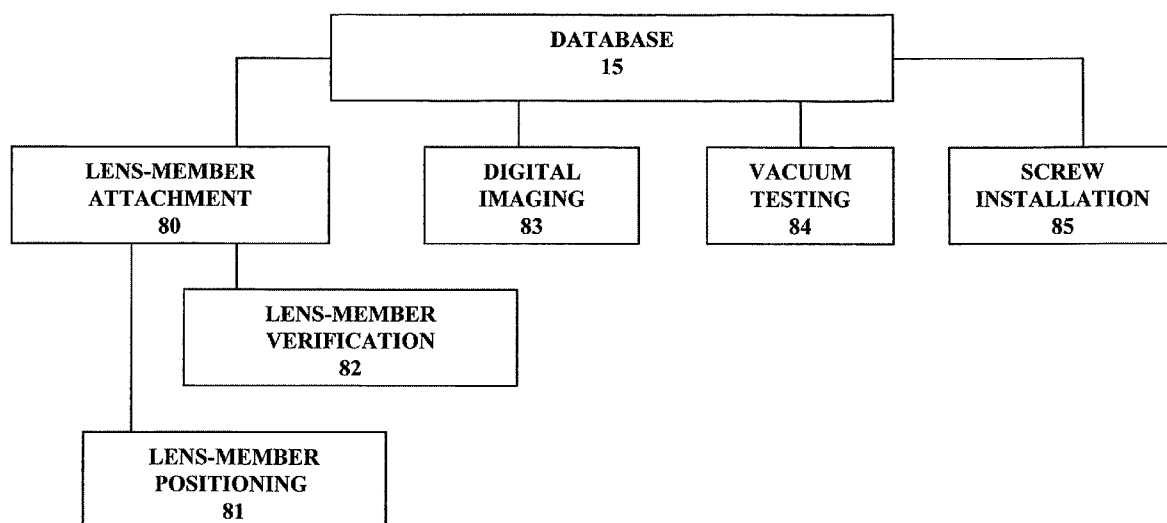 DATABASE
15
LENS-MEMBER
ATTACHMENT
80
DIGITAL
IMAGING
83
VACUUM
TESTING
84
SCREW
INSTALLATION
85
LENS-MEMBER
VERIFICATION
82
LENS-MEMBER
POSITIONING
81